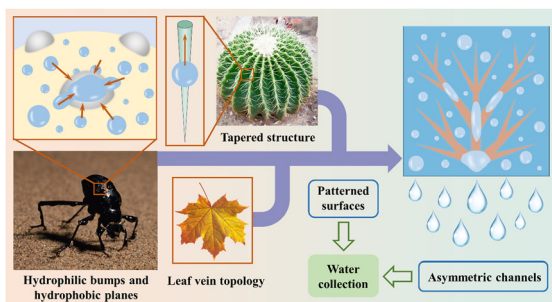 Tapered structure
Hydrophilic bumps and
hydrophobic planes
Leaf vein topology
Patterned
surfaces
Water
collection
Asymmetric channels